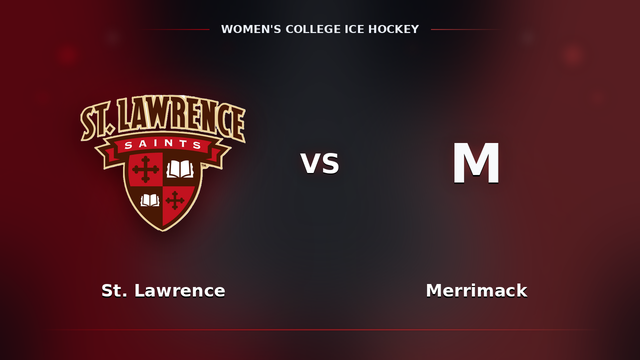 WOMEN'S COLLEGE ICE HOCKEY
ST. LAWRENCE
SAINTS
VS
M
St. Lawrence
Merrimack